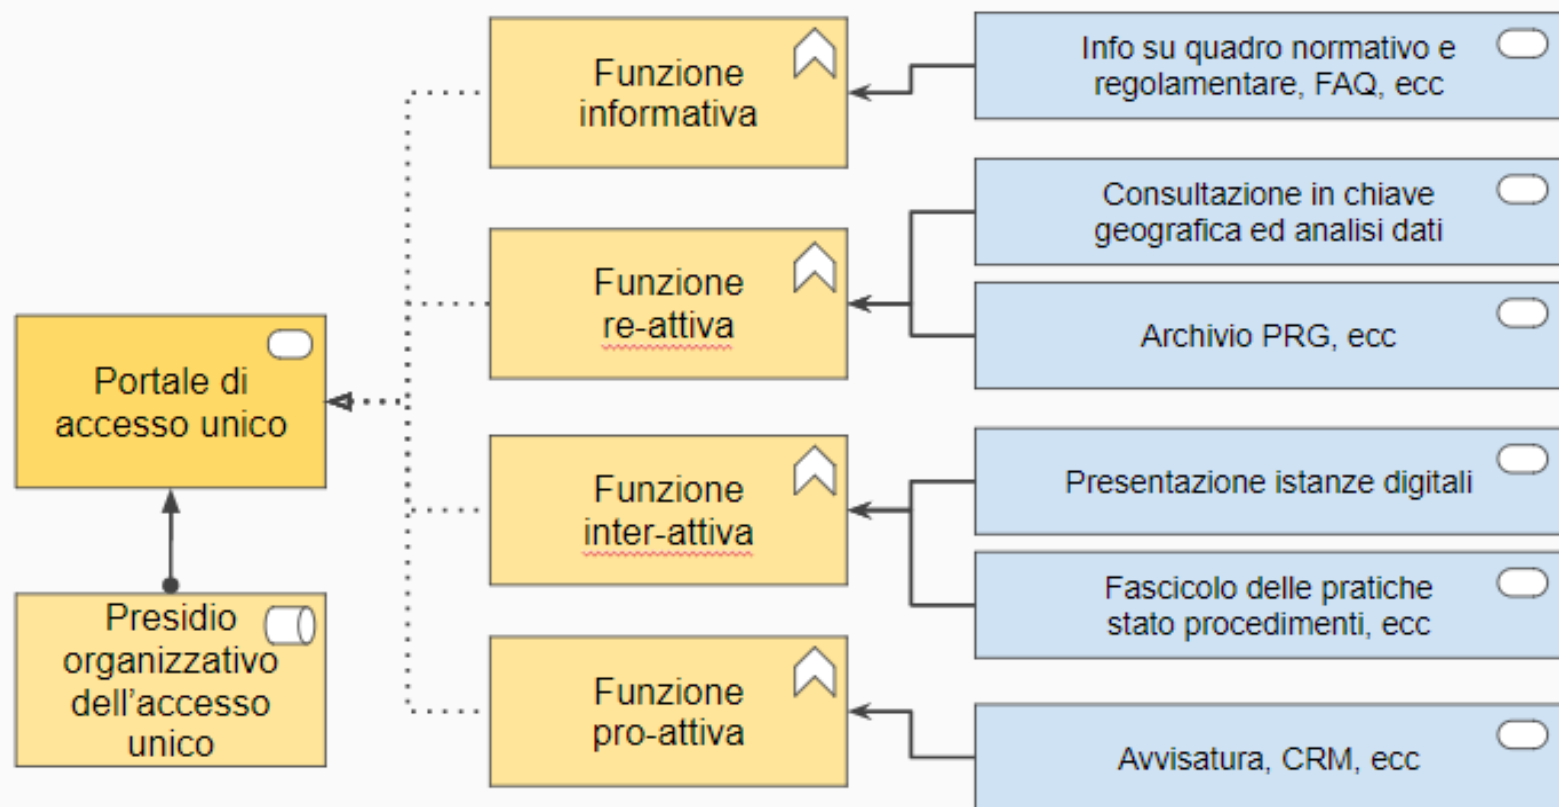 Funzione
informativa
Info su quadro normativo e
regolamentare, FAQ, ecc
Funzione
re-attiva
Consultazione in chiave
geografica ed analisi dati
Archivio PRG, ecc
Portale di
accesso unico
Funzione
inter-attiva
Presentazione istanze digitali
Fascicolo delle pratiche
stato procedimenti, ecc
Presidio
organizzativo
dell'accesso
unico
Funzione
pro-attiva
Avvisatura, CRM, ecc